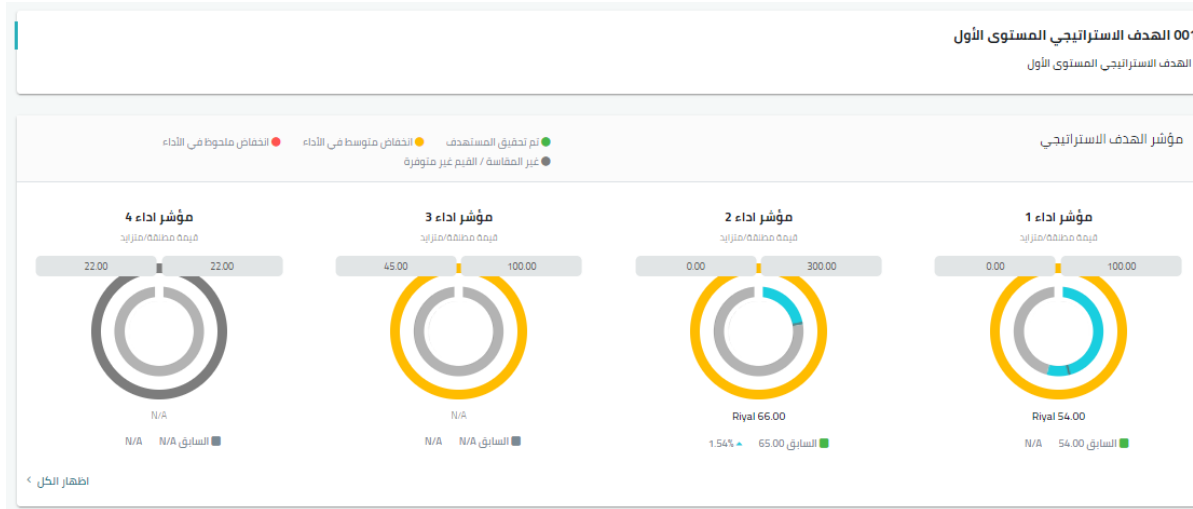 001 الهدف الاستراتيجي المستوى الأول
الهدف الاستراتيجي المستوى الأول
مؤشر الهدف الاستراتيجي
تم تحقيق المستهدف
انخفاض متوسط في الأداء
انخفاض ملحوظ في الأداء
غير المقاسة / القيم غير متوفرة
مؤشر اداء 1
قيمة مطلقة/متزايد
0.00
100.00
Riyal 54.00
السابق 54.00
N/A
مؤشر اداء 2
قيمة مطلقة/متزايد
0.00
300.00
Riyal 66.00
السابق 65.00
1.54%
مؤشر اداء 3
قيمة مطلقة/متزايد
45.00
100.00
N/A
السابق N/A
N/A
مؤشر اداء 4
قيمة مطلقة/متزايد
22.00
22.00
N/A
السابق N/A
N/A
اظهار الكل